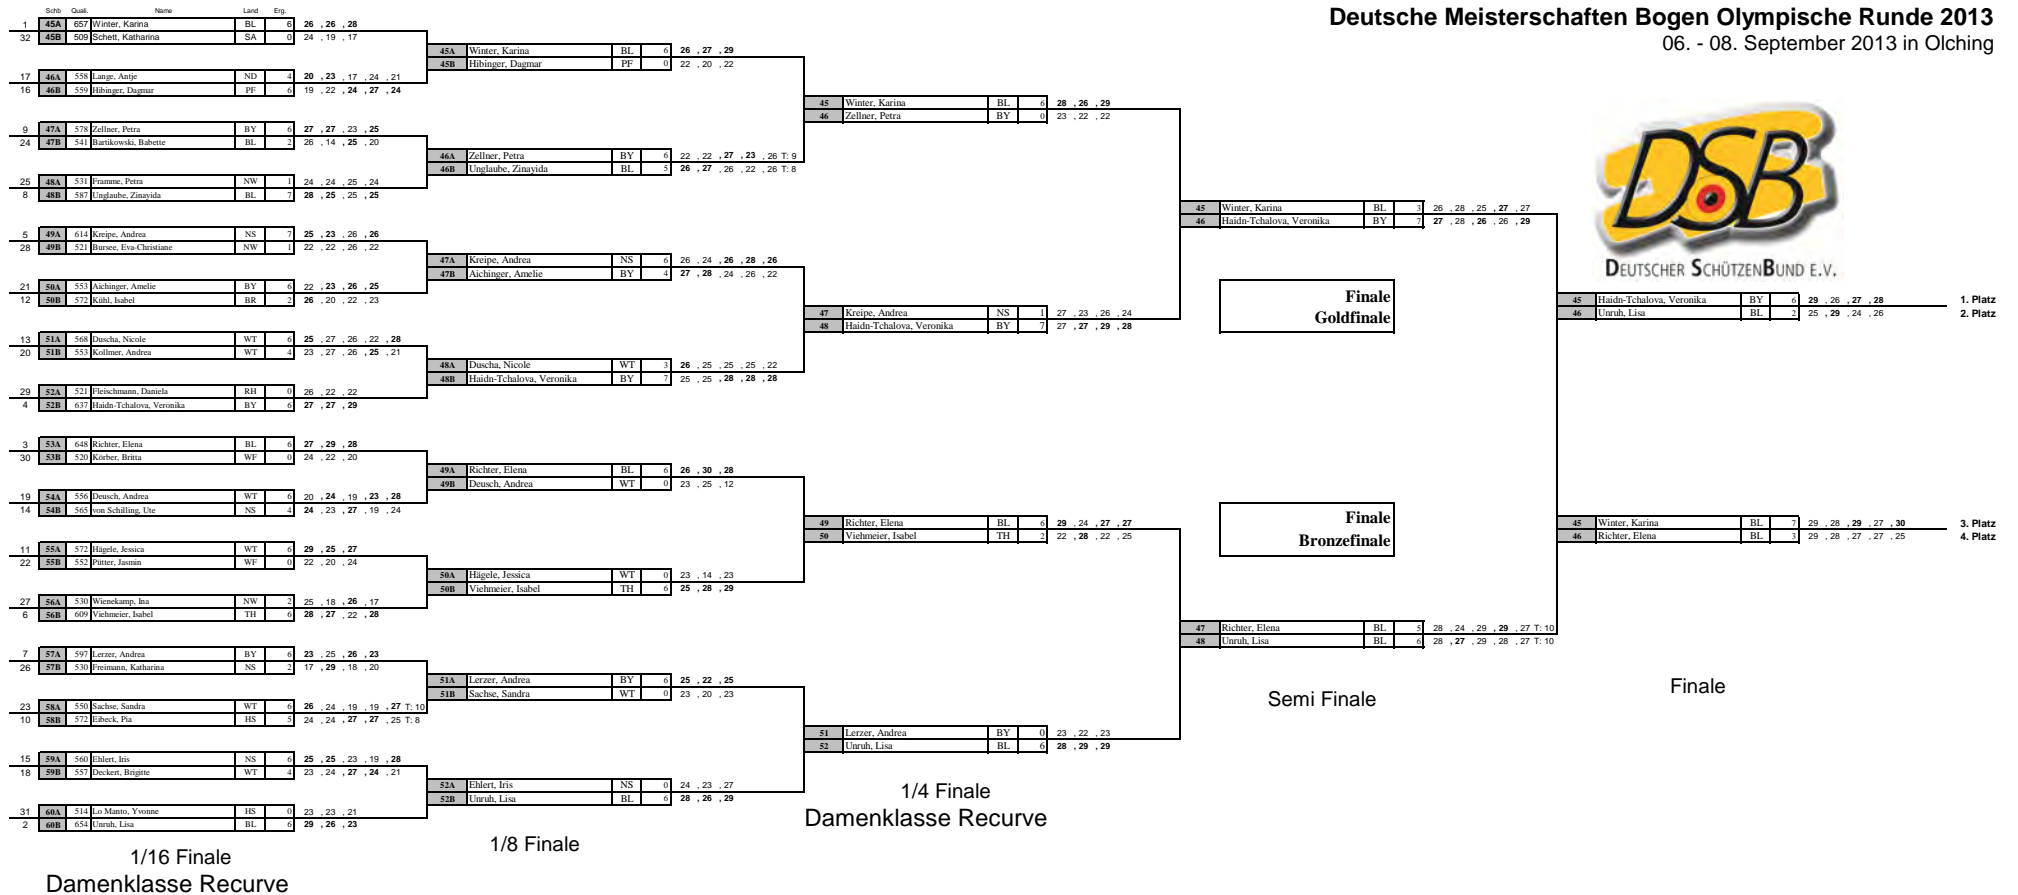 Deutsche Meisterschaften Bogen Olympische Runde 2013
06. - 08. September 2013 in Olching
DSB
DEUTSCHER SCHÜTZENBUND E.V.
Schb Quali. Name Land Erg.
1 45A 657 Winter, Karina BL 6 26 , 26 , 28
32 45B 509 Schett, Katharina SA 0 24 , 19 , 17
17 46A 558 Lange, Antje ND 4 20 , 23 , 17 , 24 , 21
16 46B 559 Hibinger, Dagmar PF 6 19 , 22 , 24 , 27 , 24
9 47A 578 Zellner, Petra BY 6 27 , 27 , 23 , 25
24 47B 541 Bartikowski, Babette BL 2 26 , 14 , 25 , 20
25 48A 531 Framme, Petra NW 1 24 , 24 , 25 , 24
8 48B 587 Unglaube, Zinayida BL 7 28 , 25 , 25 , 25
5 49A 614 Kreipe, Andrea NS 7 25 , 23 , 26 , 26
28 49B 521 Bursee, Eva-Christiane NW 1 22 , 22 , 26 , 22
21 50A 553 Aichinger, Amelie BY 6 22 , 23 , 26 , 25
12 50B 572 Kühl, Isabel BR 2 26 , 20 , 22 , 23
13 51A 568 Duscha, Nicole WT 6 25 , 27 , 26 , 22 , 28
20 51B 553 Kollmer, Andrea WT 4 23 , 27 , 26 , 25 , 21
29 52A 521 Fleischmann, Daniela RH 0 26 , 22 , 22
4 52B 637 Haidn-Tchalova, Veronika BY 6 27 , 27 , 29
3 53A 648 Richter, Elena BL 6 27 , 29 , 28
30 53B 520 Körber, Britta WF 0 24 , 22 , 20
19 54A 556 Deusch, Andrea WT 6 20 , 24 , 19 , 23 , 28
14 54B 565 von Schilling, Ute NS 4 24 , 23 , 27 , 19 , 24
11 55A 572 Hägele, Jessica WT 6 29 , 25 , 27
22 55B 552 Pütter, Jasmin WF 0 22 , 20 , 24
27 56A 530 Wienekamp, Ina NW 2 25 , 18 , 26 , 17
6 56B 609 Viehmeier, Isabel TH 6 28 , 27 , 22 , 28
7 57A 597 Lerzer, Andrea BY 6 23 , 25 , 26 , 23
26 57B 530 Freimann, Katharina NS 2 17 , 29 , 18 , 20
23 58A 550 Sachse, Sandra WT 6 26 , 24 , 19 , 19 , 27 T: 10
10 58B 572 Eibeck, Pia HS 5 24 , 24 , 27 , 27 , 25 T: 8
15 59A 560 Ehlert, Iris NS 6 25 , 25 , 23 , 19 , 28
18 59B 557 Deckert, Brigitte WT 4 23 , 24 , 27 , 24 , 21
31 60A 514 Lo Manto, Yvonne HS 0 23 , 23 , 21
2 60B 654 Unruh, Lisa BL 6 29 , 26 , 23
1/16 Finale
Damenklasse Recurve
45A Winter, Karina BL 6 26 , 27 , 29
45B Hibinger, Dagmar PF 0 22 , 20 , 22
46A Zellner, Petra BY 6 22 , 22 , 27 , 23 , 26 T: 9
46B Unglaube, Zinayida BL 5 26 , 27 , 26 , 22 , 26 T: 8
47A Kreipe, Andrea NS 6 26 , 24 , 26 , 28 , 26
47B Aichinger, Amelie BY 4 27 , 28 , 24 , 26 , 22
48A Duscha, Nicole WT 3 26 , 25 , 25 , 25 , 22
48B Haidn-Tchalova, Veronika BY 7 25 , 25 , 28 , 28 , 28
49A Richter, Elena BL 6 26 , 30 , 28
49B Deusch, Andrea WT 0 23 , 25 , 12
50A Hägele, Jessica WT 0 23 , 14 , 23
50B Viehmeier, Isabel TH 6 25 , 28 , 29
51A Lerzer, Andrea BY 6 25 , 22 , 25
51B Sachse, Sandra WT 0 23 , 20 , 23
52A Ehlert, Iris NS 0 24 , 23 , 27
52B Unruh, Lisa BL 6 28 , 26 , 29
1/8 Finale
45 Winter, Karina BL 6 28 , 26 , 29
46 Zellner, Petra BY 0 23 , 22 , 22
47 Kreipe, Andrea NS 1 27 , 23 , 26 , 24
48 Haidn-Tchalova, Veronika BY 7 27 , 27 , 29 , 28
49 Richter, Elena BL 6 29 , 24 , 27 , 27
50 Viehmeier, Isabel TH 2 22 , 28 , 22 , 25
51 Lerzer, Andrea BY 0 23 , 22 , 23
52 Unruh, Lisa BL 6 28 , 29 , 29
1/4 Finale
Damenklasse Recurve
45 Winter, Karina BL 3 26 , 28 , 25 , 27 , 27
46 Haidn-Tchalova, Veronika BY 7 27 , 28 , 26 , 26 , 29
Finale
Goldfinale
Finale
Bronzefinale
47 Richter, Elena BL 5 28 , 24 , 29 , 29 , 27 T: 10
48 Unruh, Lisa BL 6 28 , 27 , 29 , 28 , 27 T: 10
Semi Finale
45 Haidn-Tchalova, Veronika BY 6 29 , 26 , 27 , 28 1. Platz
46 Unruh, Lisa BL 2 25 , 29 , 24 , 26 2. Platz
45 Winter, Karina BL 7 29 , 28 , 29 , 27 , 30 3. Platz
46 Richter, Elena BL 3 29 , 28 , 27 , 27 , 25 4. Platz
Finale